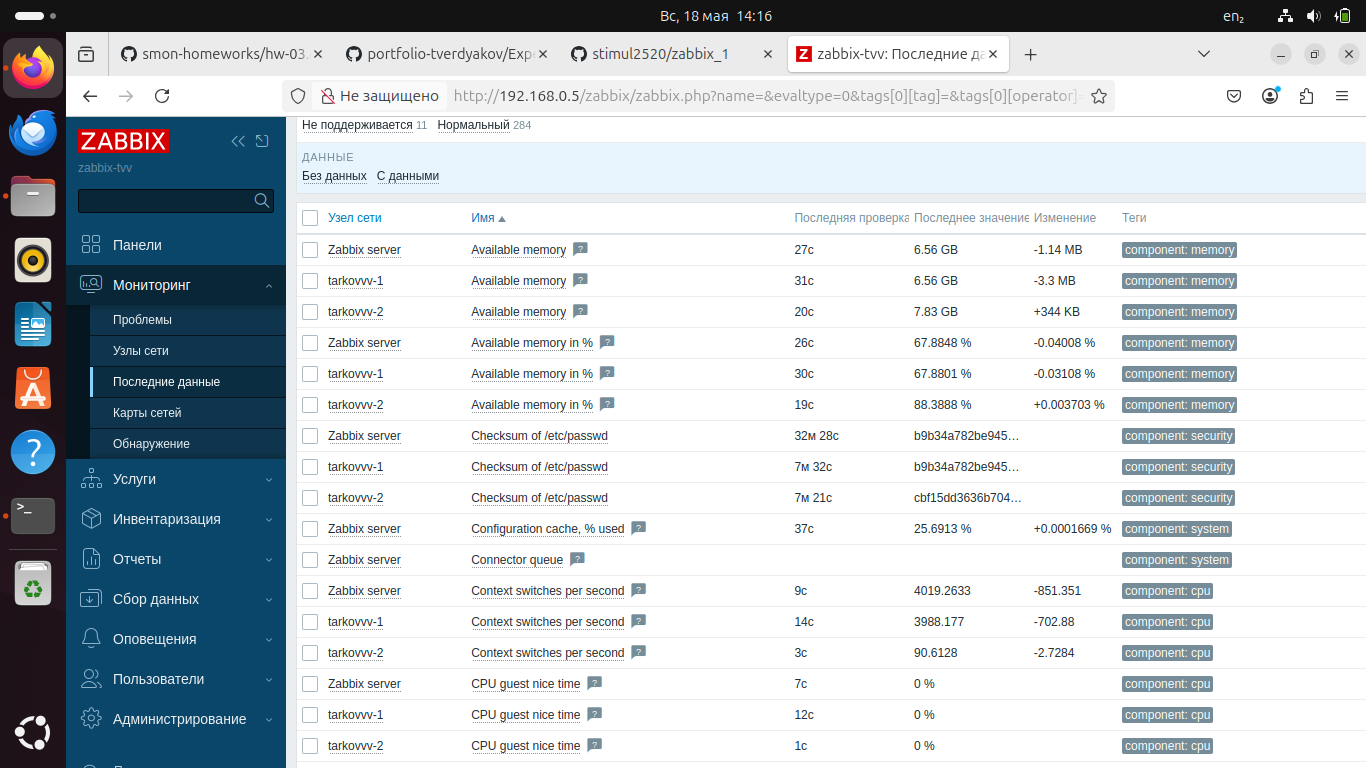 Вс, 18 мая 14:16
en₂
smon-homeworks/hw-03.
portfolio-tverdyakov/Exp
stimul2520/zabbix_1
zabbix-tvv: Последние да
Не защищено
http://192.168.0.5/zabbix/zabbix.php?name=&evaltype=0&tags[0][tag]=&tags[0][operator]=
ZABBIX
zabbix-tvv
Панели
Мониторинг
Проблемы
Узлы сети
Последние данные
Карты сетей
Обнаружение
Услуги
Инвентаризация
Отчеты
Сбор данных
Оповещения
Пользователи
Администрирование
Не поддерживается 11 Нормальный 284
ДАННЫЕ
Без данных С данными
Узел сети Имя Последняя проверка Последнее значение Изменение Теги
Zabbix server Available memory ? 27с 6.56 GB -1.14 MB component: memory
tarkovvv-1 Available memory ? 31с 6.56 GB -3.3 MB component: memory
tarkovvv-2 Available memory ? 20с 7.83 GB +344 KB component: memory
Zabbix server Available memory in % ? 26с 67.8848 % -0.04008 % component: memory
tarkovvv-1 Available memory in % ? 30с 67.8801 % -0.03108 % component: memory
tarkovvv-2 Available memory in % ? 19с 88.3888 % +0.003703 % component: memory
Zabbix server Checksum of /etc/passwd 32м 28с b9b34a782be945… component: security
tarkovvv-1 Checksum of /etc/passwd 7м 32с b9b34a782be945… component: security
tarkovvv-2 Checksum of /etc/passwd 7м 21с cbf15dd3636b704… component: security
Zabbix server Configuration cache, % used ? 37с 25.6913 % +0.0001669 % component: system
Zabbix server Connector queue ? component: system
Zabbix server Context switches per second ? 9с 4019.2633 -851.351 component: cpu
tarkovvv-1 Context switches per second ? 14с 3988.177 -702.88 component: cpu
tarkovvv-2 Context switches per second ? 3с 90.6128 -2.7284 component: cpu
Zabbix server CPU guest nice time ? 7с 0 % component: cpu
tarkovvv-1 CPU guest nice time ? 12с 0 % component: cpu
tarkovvv-2 CPU guest nice time ? 1с 0 % component: cpu